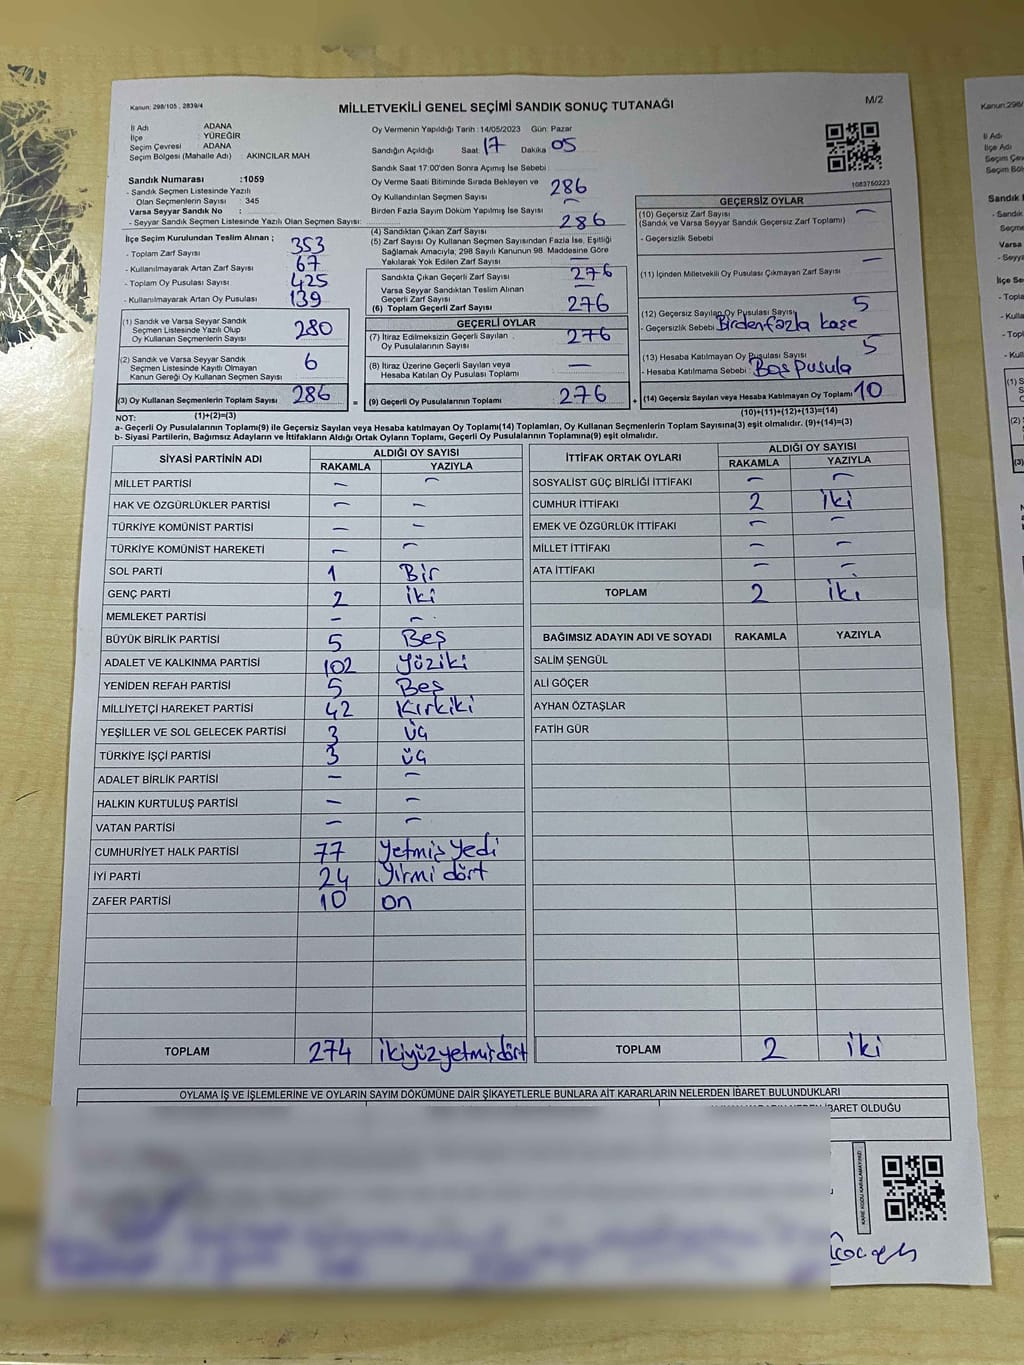 Kanun: 298/105 , 2839/4
MİLLETVEKİLİ GENEL SEÇİMİ SANDIK SONUÇ TUTANAĞI
M/2
İl Adı ADANA
İlçe YÜREĞİR
Seçim Çevresi ADANA
Seçim Bölgesi (Mahalle Adı) : AKINCILAR MAH
Sandık Numarası :1059
- Sandık Seçmen Listesinde Yazılı
Olan Seçmenlerin Sayısı : 345
Varsa Seyyar Sandık No :
- Seyyar Sandık Seçmen Listesinde Yazılı Olan Seçmen Sayısı:
İlçe Seçim Kurulundan Teslim Alınan ;
- Toplam Zarf Sayısı 353
- Kullanılmayarak Artan Zarf Sayısı 67
- Toplam Oy Pusulası Sayısı 425
- Kullanılmayarak Artan Oy Pusulası 139
(1) Sandık ve Varsa Seyyar Sandık
Seçmen Listesinde Yazılı Olup
Oy Kullanan Seçmenlerin Sayısı 280
(2) Sandık ve Varsa Seyyar Sandık
Seçmen Listesinde Kayıtlı Olmayan
Kanun Gereği Oy Kullanan Seçmen Sayısı 6
(3) Oy Kullanan Seçmenlerin Toplam Sayısı 286
Oy Vermenin Yapıldığı Tarih : 14/05/2023 Gün: Pazar
Sandığın Açıldığı Saat: 17 Dakika 05
Sandık Saat 17:00'den Sonra Açımış İse Sebebi
Oy Verme Saati Bitiminde Sırada Bekleyen ve
Oy Kullandırılan Seçmen Sayısı 286
Birden Fazla Sayım Döküm Yapılmış İse Sayısı –
(4) Sandıktan Çıkan Zarf Sayısı 286
(5) Zarf Sayısı Oy Kullanan Seçmen Sayısından Fazla İse, Eşitliği
Sağlamak Amacıyla; 298 Sayılı Kanunun 98. Maddesine Göre
Yakılarak Yok Edilen Zarf Sayısı –
Sandıkta Çıkan Geçerli Zarf Sayısı 276
Varsa Seyyar Sandıktan Teslim Alınan
Geçerli Zarf Sayısı –
(6) Toplam Geçerli Zarf Sayısı 276
GEÇERLİ OYLAR
(7) İtiraz Edilmeksizin Geçerli Sayılan
Oy Pusulalarının Sayısı 276
(8) İtiraz Üzerine Geçerli Sayılan veya
Hesaba Katılan Oy Pusulası Toplamı –
= (9) Geçerli Oy Pusulalarının Toplamı 276
1083760223
GEÇERSİZ OYLAR
(10) Geçersiz Zarf Sayısı –
(Sandık ve Varsa Seyyar Sandık Geçersiz Zarf Toplamı)
- Geçersizlik Sebebi
(11) İçinden Milletvekili Oy Pusulası Çıkmayan Zarf Sayısı –
(12) Geçersiz Sayılan Oy Pusulası Sayısı 5
- Geçersizlik Sebebi Birden fazla kaşe
(13) Hesaba Katılmayan Oy Pusulası Sayısı 5
- Hesaba Katılmama Sebebi : Boş pusula
+ (14) Geçersiz Sayılan veya Hesaba Katılmayan Oy Toplamı 10
NOT: (1)+(2)=(3) (10)+(11)+(12)+(13)=(14)
a- Geçerli Oy Pusulalarının Toplamı(9) ile Geçersiz Sayılan veya Hesaba katılmayan Oy Toplamı(14) Toplamları, Oy Kullanan Seçmenlerin Toplam Sayısına(3) eşit olmalıdır. (9)+(14)=(3)
b- Siyasi Partilerin, Bağımsız Adayların ve İttifakların Aldığı Ortak Oyların Toplamı, Geçerli Oy Pusulalarının Toplamına(9) eşit olmalıdır.
SİYASİ PARTİNİN ADI ALDIĞI OY SAYISI
RAKAMLA YAZIYLA
MİLLET PARTİSİ – –
HAK VE ÖZGÜRLÜKLER PARTİSİ – –
TÜRKİYE KOMÜNİST PARTİSİ – –
TÜRKİYE KOMÜNİST HAREKETİ – –
SOL PARTİ 1 Bir
GENÇ PARTİ 2 iki
MEMLEKET PARTİSİ – –
BÜYÜK BİRLİK PARTİSİ 5 Beş
ADALET VE KALKINMA PARTİSİ 102 Yüziki
YENİDEN REFAH PARTİSİ 5 Beş
MİLLİYETÇİ HAREKET PARTİSİ 42 Kırkiki
YEŞİLLER VE SOL GELECEK PARTİSİ 3 üç
TÜRKİYE İŞÇİ PARTİSİ 3 üç
ADALET BİRLİK PARTİSİ – –
HALKIN KURTULUŞ PARTİSİ – –
VATAN PARTİSİ – –
CUMHURİYET HALK PARTİSİ 77 Yetmiş yedi
İYİ PARTİ 24 Yirmi dört
ZAFER PARTİSİ 10 on
TOPLAM 274 ikiyüzyetmişdört
İTTİFAK ORTAK OYLARI ALDIĞI OY SAYISI
RAKAMLA YAZIYLA
SOSYALİST GÜÇ BİRLİĞİ İTTİFAKI – –
CUMHUR İTTİFAKI 2 iki
EMEK VE ÖZGÜRLÜK İTTİFAKI – –
MİLLET İTTİFAKI – –
ATA İTTİFAKI – –
TOPLAM 2 iki
BAĞIMSIZ ADAYIN ADI VE SOYADI RAKAMLA YAZIYLA
SALİM ŞENGÜL
ALİ GÖÇER
AYHAN ÖZTAŞLAR
FATİH GÜR
TOPLAM 2 iki
OYLAMA İŞ VE İŞLEMLERİNE VE OYLARIN SAYIM DÖKÜMÜNE DAİR ŞİKAYETLERLE BUNLARA AİT KARARLARIN NELERDEN İBARET BULUNDUKLARI
İBARET OLDUĞU
KARE KODU KARALAMAYINIZ!
Kanun:298/
İl Adı
İlçe Adı
Seçim Çe
Seçim Böl